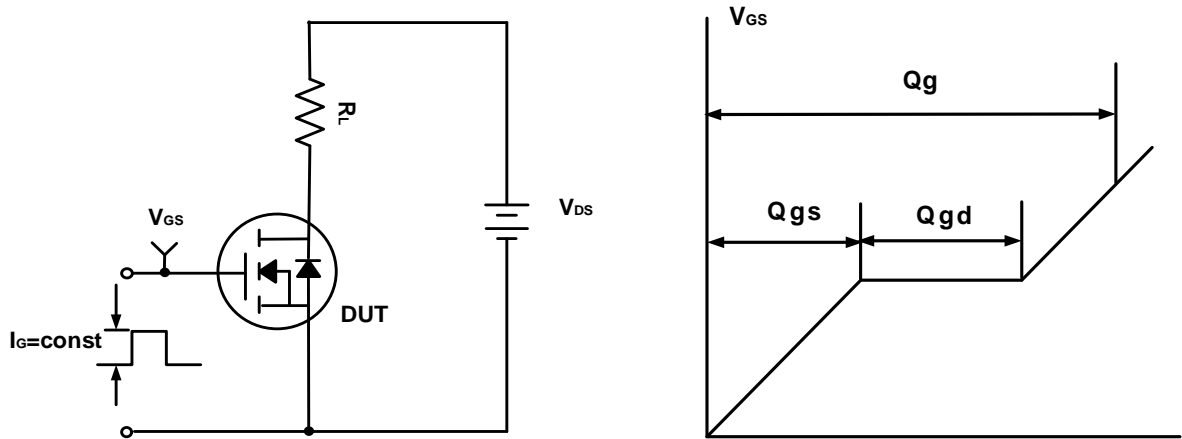 RL
VGS
VDS
DUT
IG=const
VGS
Qg
Qgs
Qgd